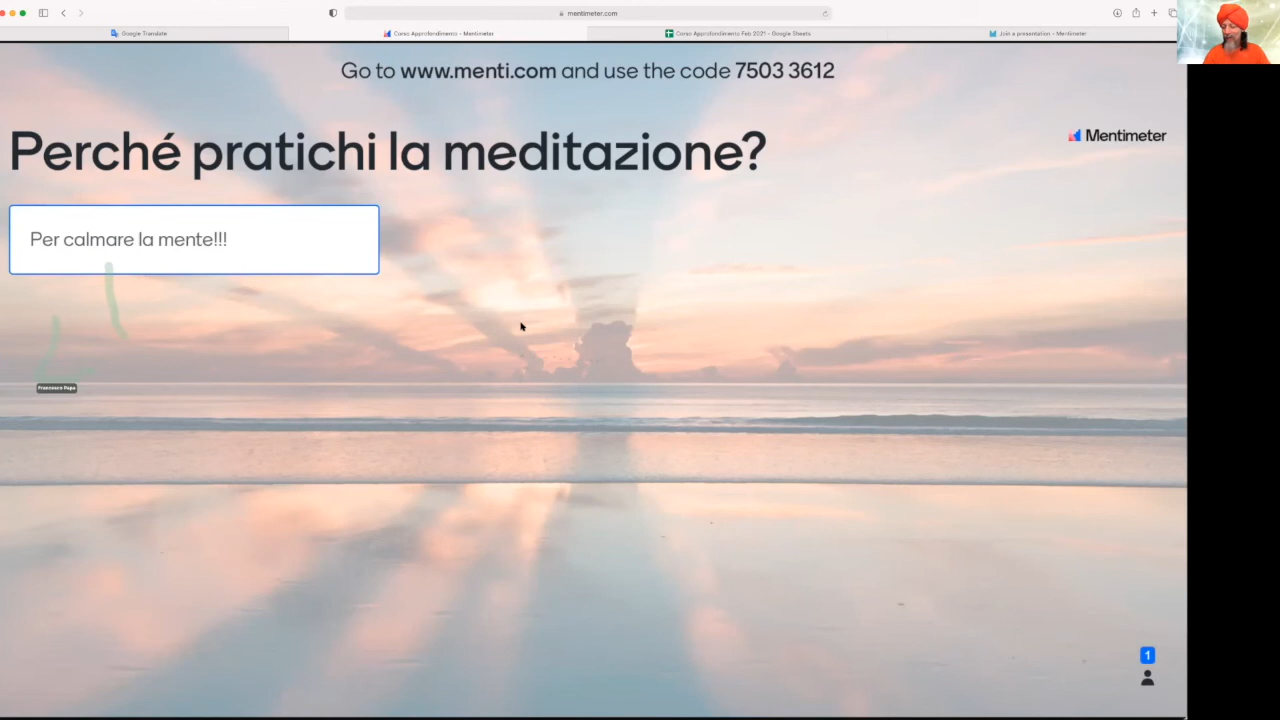 mentimeter.com
Google Translate
Corso Approfondimento - Mentimeter
Corso Approfondimento Feb 2021 - Google Sheets
Join a presentation - Mentimeter
Go to www.menti.com and use the code 7503 3612
Mentimeter
Perché pratichi la meditazione?
Per calmare la mente!!!
Francesco Papa
1